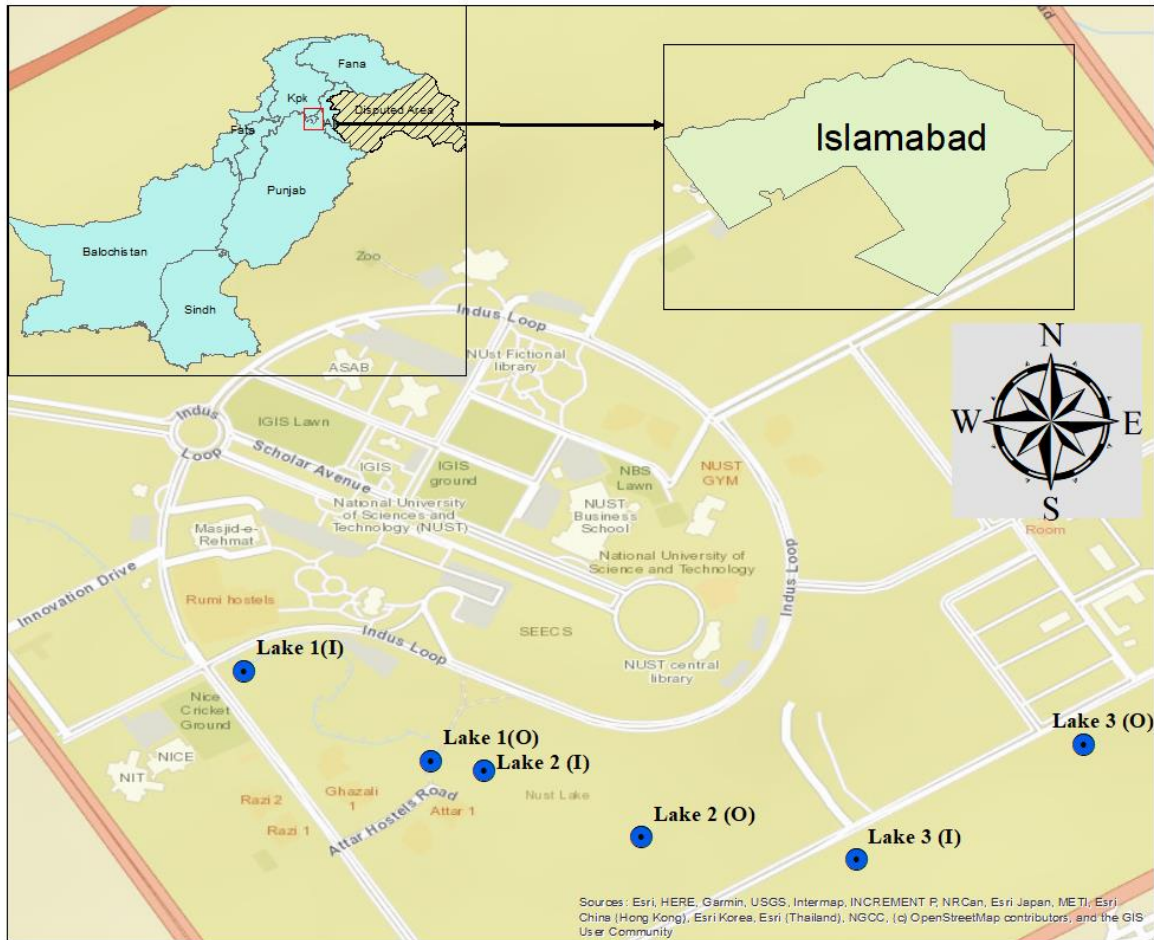 Fana
Kpk
Disputed Area
Fata
Punjab
Balochistan
Sindh
Islamabad
Zoo
Indus Loop
NUst Fictional
library
ASAB
N
W
E
S
Indus
Loop
IGIS Lawn
Scholar Avenue
IGIS
IGIS
ground
NBS
Lawn
NUST
GYM
National University
of Sciences and
Technology (NUST)
NUST
Business
School
Masjid-e-
Rehmat
National University of
Science and Technology
Room
Innovation Drive
Rumi hostels
Indus Loop
Indus Loop
SEECS
NUST central
library
Lake 1(I)
Nice
Cricket
Ground
NICE
NIT
Lake 1(O)
Lake 2 (I)
Lake 3 (O)
Razi 2
Ghazali
1
Razi 1
Attar Hostels Road
Attar 1
Nust Lake
Lake 2 (O)
Lake 3 (I)
Sources: Esri, HERE, Garmin, USGS, Intermap, INCREMENT P, NRCan, Esri Japan, METI, Esri
China (Hong Kong), Esri Korea, Esri (Thailand), NGCC, (c) OpenStreetMap contributors, and the GIS
User Community